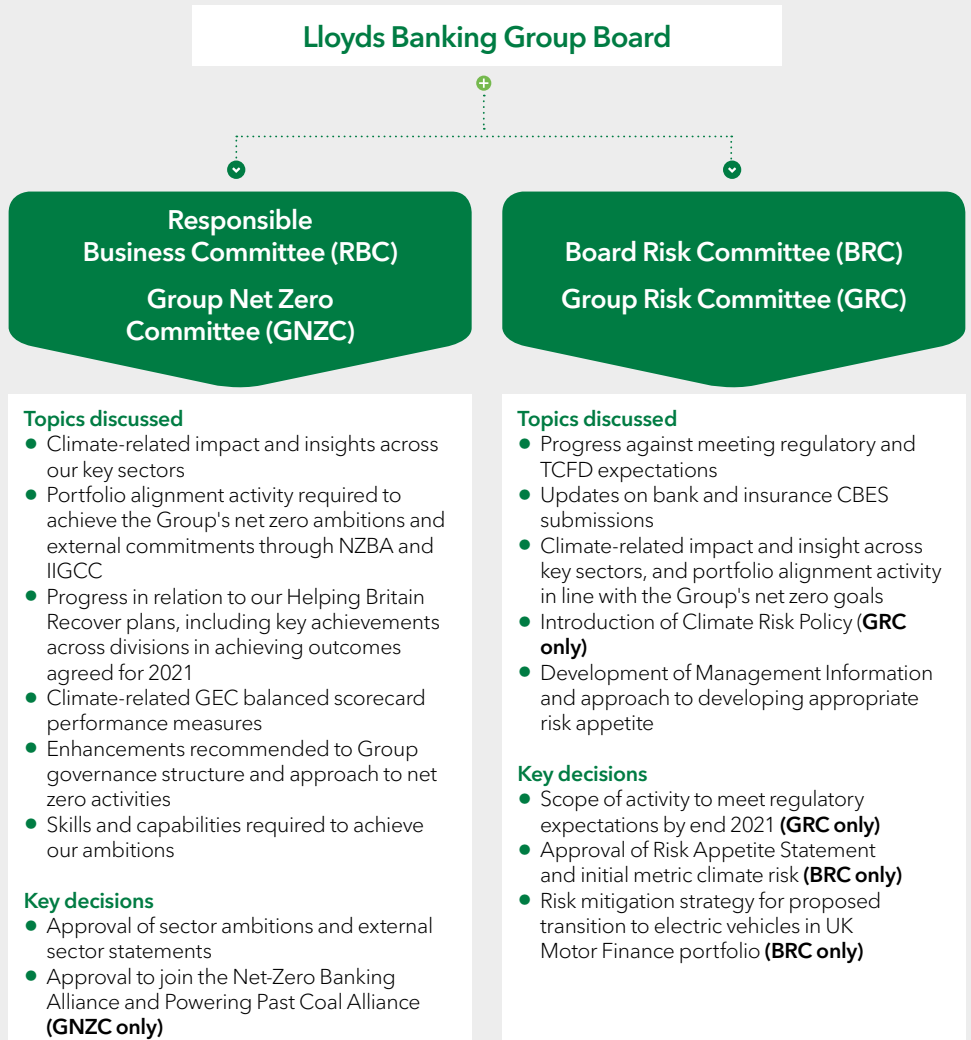 Lloyds Banking Group Board
Responsible
Business Committee (RBC)
Group Net Zero
Committee (GNZC)
Topics discussed
● Climate-related impact and insights across
our key sectors
● Portfolio alignment activity required to
achieve the Group's net zero ambitions and
external commitments through NZBA and
IIGCC
● Progress in relation to our Helping Britain
Recover plans, including key achievements
across divisions in achieving outcomes
agreed for 2021
● Climate-related GEC balanced scorecard
performance measures
● Enhancements recommended to Group
governance structure and approach to net
zero activities
● Skills and capabilities required to achieve
our ambitions
Key decisions
● Approval of sector ambitions and external
sector statements
● Approval to join the Net-Zero Banking
Alliance and Powering Past Coal Alliance
(GNZC only)
Board Risk Committee (BRC)
Group Risk Committee (GRC)
Topics discussed
● Progress against meeting regulatory and
TCFD expectations
● Updates on bank and insurance CBES
submissions
● Climate-related impact and insight across
key sectors, and portfolio alignment activity
in line with the Group's net zero goals
● Introduction of Climate Risk Policy (GRC
only)
● Development of Management Information
and approach to developing appropriate
risk appetite
Key decisions
● Scope of activity to meet regulatory
expectations by end 2021 (GRC only)
● Approval of Risk Appetite Statement
and initial metric climate risk (BRC only)
● Risk mitigation strategy for proposed
transition to electric vehicles in UK
Motor Finance portfolio (BRC only)